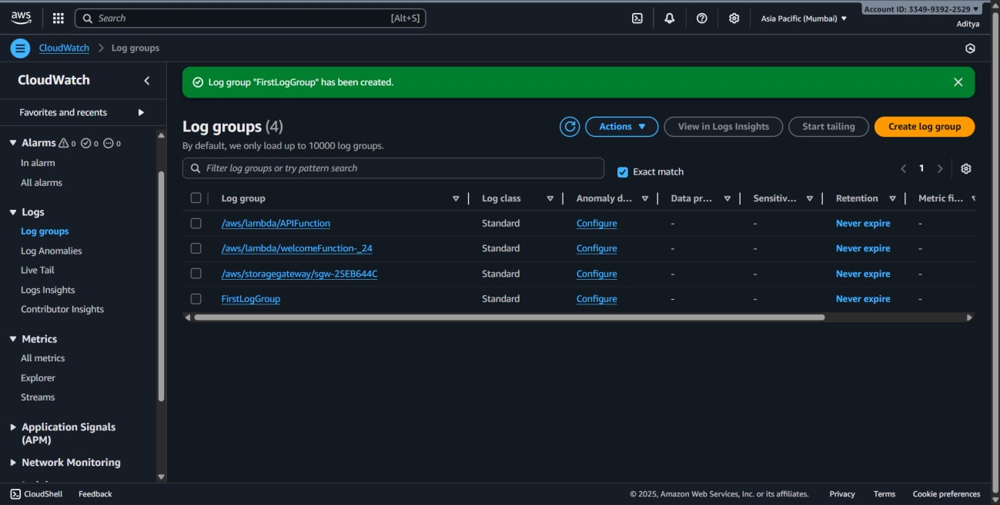 aws
Search [Alt+S]
Asia Pacific (Mumbai)
Account ID: 3349-9392-2529
Aditya
CloudWatch > Log groups
CloudWatch
Favorites and recents
Alarms 0 0 0
In alarm
All alarms
Logs
Log groups
Log Anomalies
Live Tail
Logs Insights
Contributor Insights
Metrics
All metrics
Explorer
Streams
Application Signals
(APM)
Network Monitoring
Log group "FirstLogGroup" has been created.
Log groups (4)
Actions View in Logs Insights Start tailing Create log group
By default, we only load up to 10000 log groups.
Filter log groups or try pattern search
Exact match
1
Log group Log class Anomaly d... Data pr... Sensitiv... Retention Metric fi...
/aws/lambda/APIFunction Standard Configure - - Never expire -
/aws/lambda/welcomeFunction-_24 Standard Configure - - Never expire -
/aws/storagegateway/sgw-25EB644C Standard Configure - - Never expire -
FirstLogGroup Standard Configure - - Never expire -
CloudShell Feedback © 2025, Amazon Web Services, Inc. or its affiliates. Privacy Terms Cookie preferences